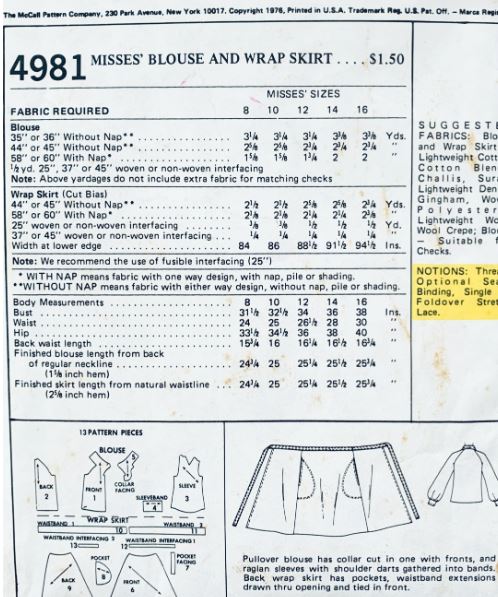 The McCall Pattern Company, 230 Park Avenue, New York 10017. Copyright 1976, Printed in U.S.A. Trademark Reg. U.S. Pat. Off. – Marca
4981 MISSES' BLOUSE AND WRAP SKIRT .... $1.50
MISSES' SIZES
FABRIC REQUIRED 8 10 12 14 16
Blouse
35" or 36" Without Nap** 3¼ 3¼ 3¼ 3⅜ 3⅜ Yds.
44" or 45" Without Nap** 2⅝ 2⅝ 2¾ 2¾ 2¾ "
58" or 60" With Nap* 1⅝ 1⅝ 1¾ 2 2 "
½ yd. 25", 37" or 45" woven or non-woven interfacing
Note: Above yardages do not include extra fabric for matching checks
Wrap Skirt (Cut Bias)
44" or 45" Without Nap** 2½ 2½ 2⅝ 2⅝ 2¾ Yds.
58" or 60" With Nap* 2⅛ 2⅛ 2¼ 2¼ 2⅜ "
25" woven or non-woven interfacing ⅜ ⅜ ½ ½ ½ Yd.
37" or 45" woven or non-woven interfacing ... ¼ ¼ ¼ ¼ ¼ "
Width at lower edge 84 86 88½ 91½ 94½ Ins.
Note: We recommend the use of fusible interfacing (25")
* WITH NAP means fabric with one way design, with nap, pile or shading.
**WITHOUT NAP means fabric with either way design, without nap, pile or shading.
Body Measurements 8 10 12 14 16
Bust 31½ 32½ 34 36 38 Ins.
Waist 24 25 26½ 28 30 "
Hip 33½ 34½ 36 38 40 "
Back waist length 15¾ 16 16¼ 16½ 16¾ "
Finished blouse length from back
of regular neckline 24¾ 25 25¼ 25½ 25¾ "
(1⅝ inch hem)
Finished skirt length from natural waistline ... 24¾ 25 25¼ 25½ 25¾ "
(2⅝ inch hem)
SUGGESTE
FABRICS: Blo
and Wrap Skirt
Lightweight Cott
Cotton Blen
Challis, Sur
Lightweight Den
Gingham, Wo
Polyester
Lightweight Wo
Wool Crepe; Blo
– Suitable f
Checks.
NOTIONS: Threa
Optional Sea
Binding, Single
Foldover Stret
Lace.
13 PATTERN PIECES
BLOUSE
BACK
2
FRONT
1
COLLAR
FACING
5
SLEEVEBAND
4
SLEEVE
3
WRAP SKIRT
WAISTBAND 1
10
WAISTBAND 2
11
WAISTBAND INTERFACING 2
13
WAISTBAND INTERFACING 1
12
BACK
9
POCKET
8
FRONT
6
POCKET
FACING
7
Pullover blouse has collar cut in one with fronts, and
raglan sleeves with shoulder darts gathered into bands.
Back wrap skirt has pockets, waistband extensions
drawn thru opening and tied in front.